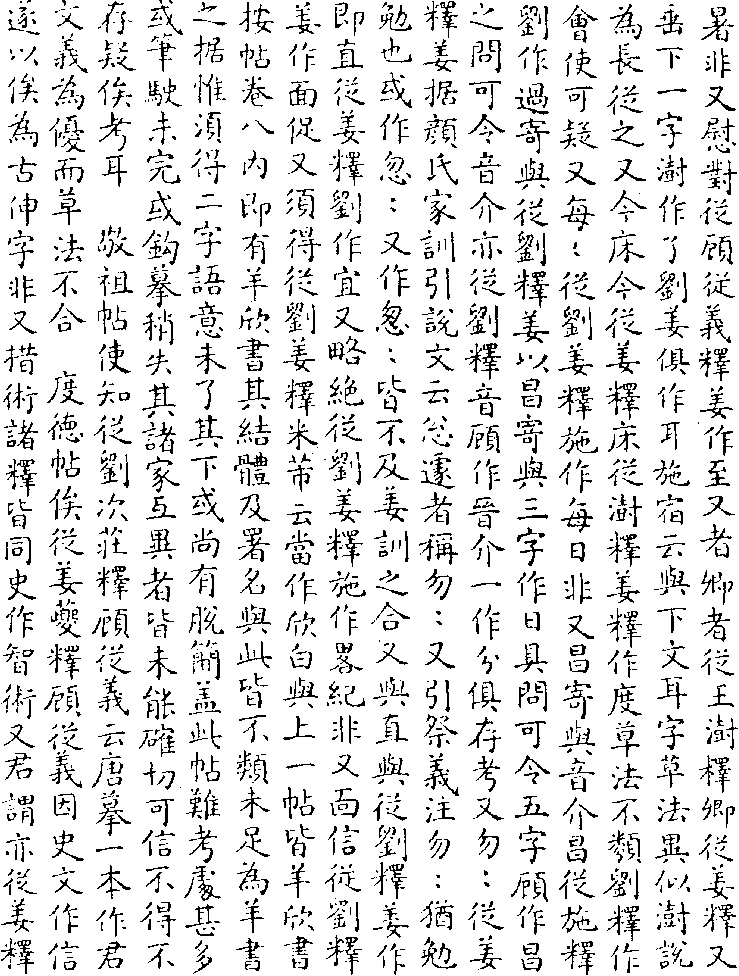 暑非又慰對從顧從義釋姜作至又者卿者從王澍釋卿從姜釋又
垂下一字澍作了劉姜俱作耳施宿云與下文耳字草法異似澍說
為長從之又今床今從姜釋床從澍釋姜釋作度草法不類劉釋作
會使可疑又每〻從劉姜釋施作每日非又昌寄與音介昌從施釋
劉作過寄與從劉釋姜以昌寄與三字作日具問可令五字顧作昌
之問可令音介亦從劉釋音顧作晉介一作分俱存考又勿〻從姜
釋姜据顏氏家訓引說文云怱遽者稱勿〻又引祭義注勿〻猶勉
勉也或作忽〻又作怱〻皆不及姜訓之合又與直與從劉釋姜作
即直從姜釋劉作宜又略絕從劉姜釋施作畧紀非又面信從劉釋
姜作面促又須得從劉姜釋米芾云當作欣白與上一帖皆羊欣書
按帖卷八內即有羊欣書其結體及署名與此皆不類未足為羊書
之据惟須得二字語意未了其下或尚有脫簡盖此帖難考處甚多
或筆駛未完或鈎摹稍失其諸家互異者皆未能確切可信不得不
存疑俟考耳　敬祖帖使知從劉次莊釋顧從義云唐摹一本作君
文義為優而草法不合　度德帖俟從姜夔釋顧從義因史文作信
遂以俟為古伸字非又措術諸釋皆同史作智術又君謂亦從姜釋